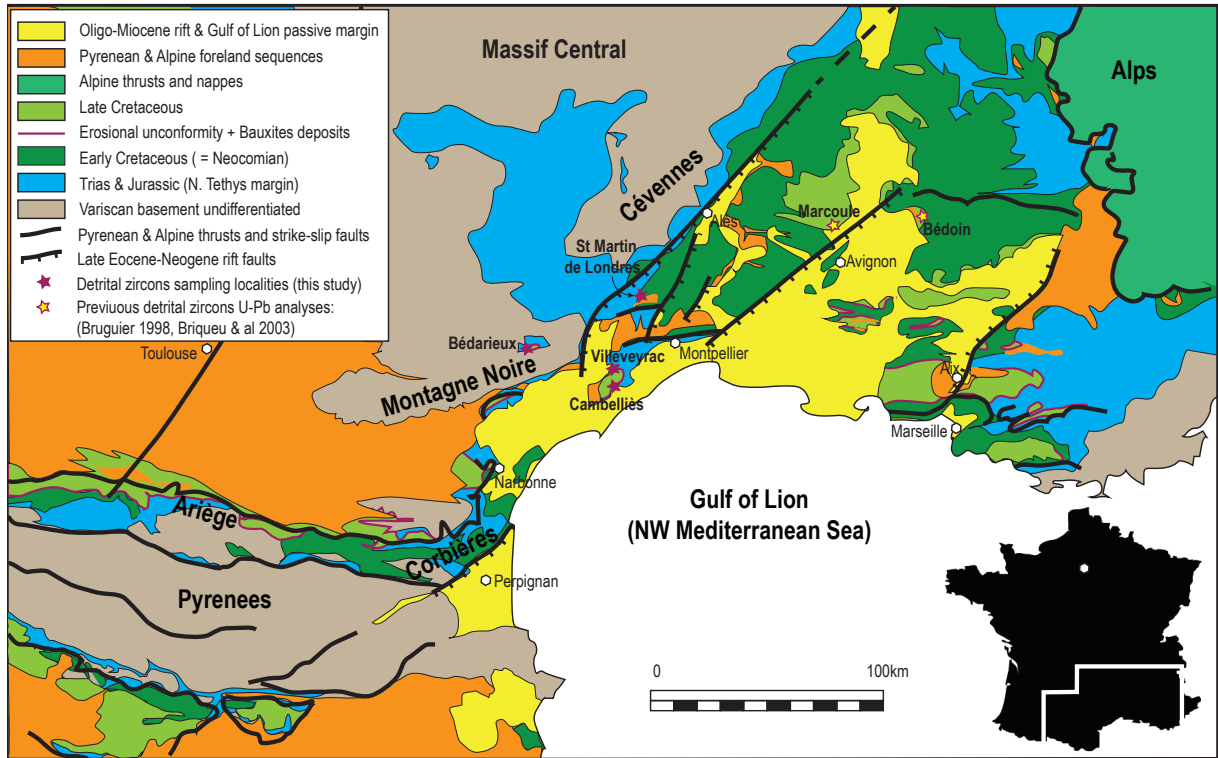 Oligo-Miocene rift & Gulf of Lion passive margin
Pyrenean & Alpine foreland sequences
Alpine thrusts and nappes
Late Cretaceous
Erosional unconformity + Bauxites deposits
Early Cretaceous ( = Neocomian)
Trias & Jurassic (N. Tethys margin)
Variscan basement undifferentiated
Pyrenean & Alpine thrusts and strike-slip faults
Late Eocene-Neogene rift faults
Detrital zircons sampling localities (this study)
Previuous detrital zircons U-Pb analyses:
(Bruguier 1998, Briqueu & al 2003)
Massif Central
Alps
Cévennes
Alès
Marcoule
Bédoin
St Martin
de Londres
Avignon
Toulouse
Bédarieux
Villeveyrac
Montpellier
Montagne Noire
Cambelliès
Aix
Marseille
Narbonne
Ariège
Corbières
Gulf of Lion
(NW Mediterranean Sea)
Perpignan
Pyrenees
0
100km